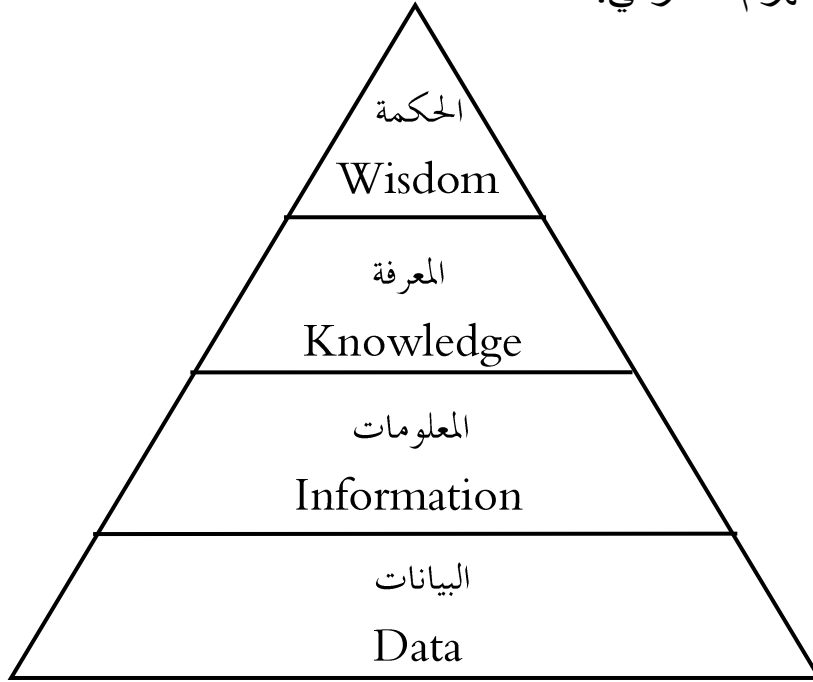 الحكمة
Wisdom
المعرفة
Knowledge
المعلومات
Information
البيانات
Data